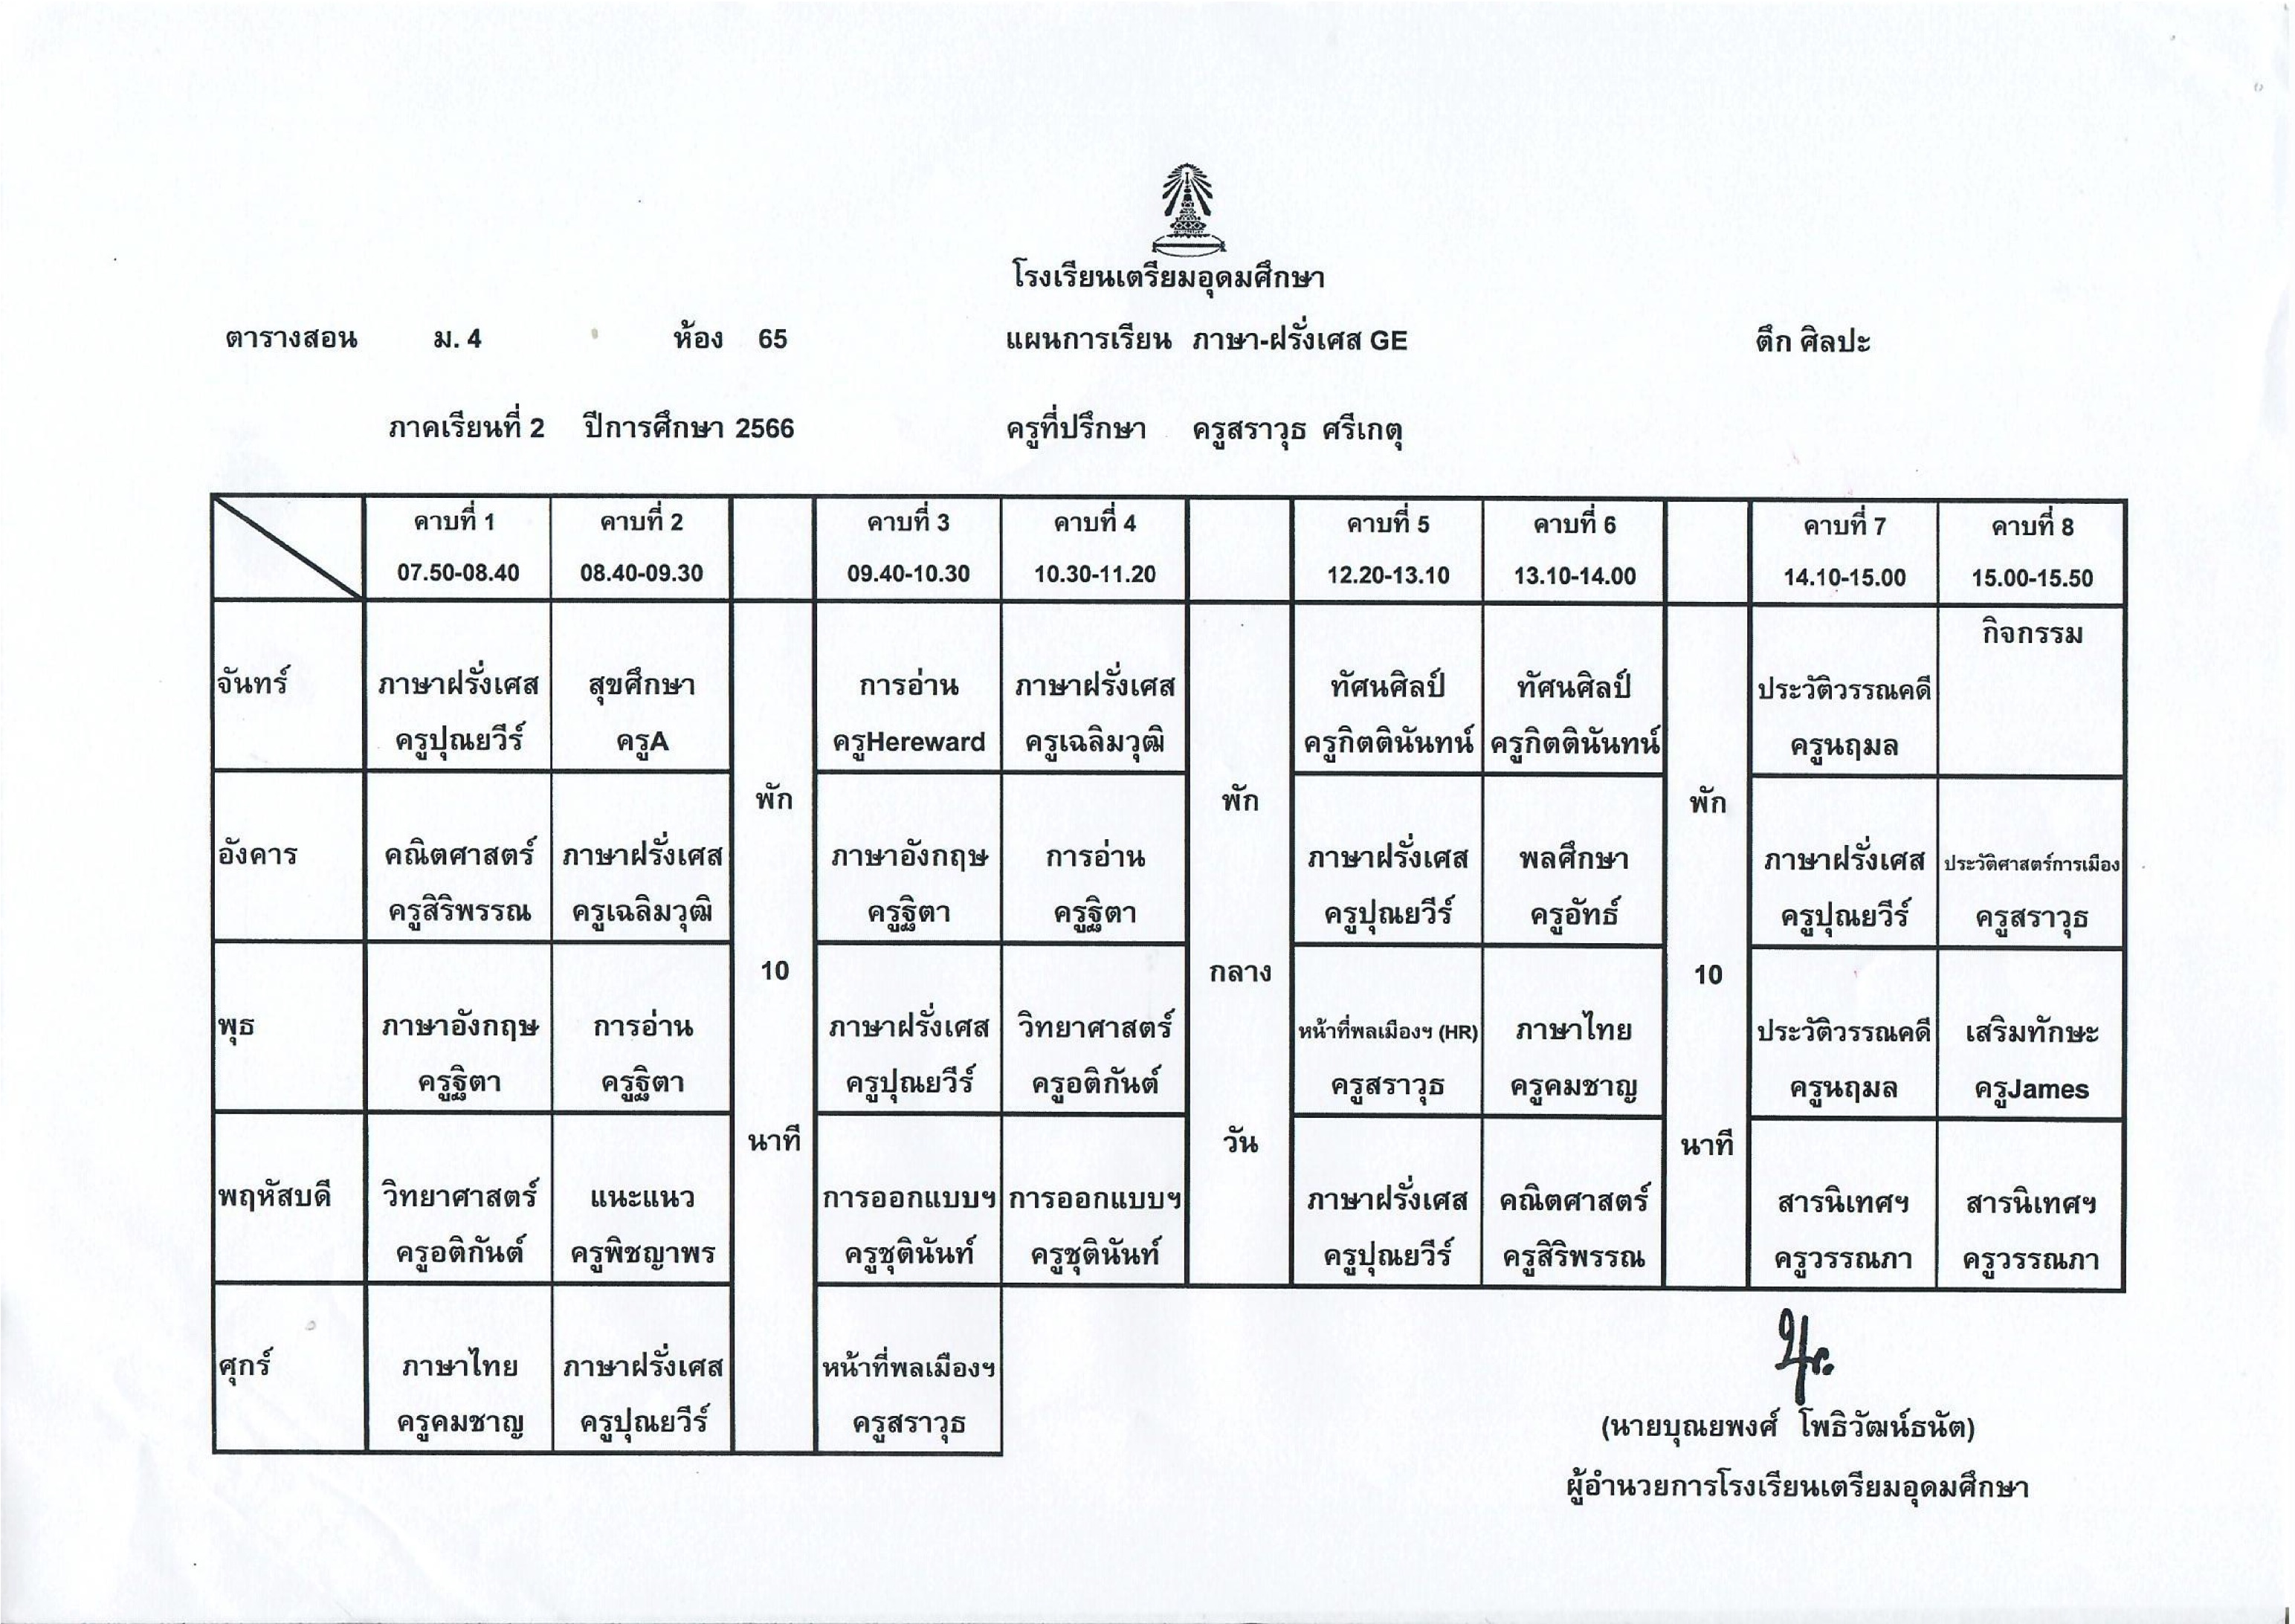 โรงเรียนเตรียมอุดมศึกษา
ตารางสอน ม. 4 ห้อง 65 แผนการเรียน ภาษา-ฝรั่งเศส GE ตึก ศิลปะ
ภาคเรียนที่ 2 ปีการศึกษา 2566 ครูที่ปรึกษา ครูสราวุธ ศรีเกตุ
คาบที่ 1 คาบที่ 2 คาบที่ 3 คาบที่ 4 คาบที่ 5 คาบที่ 6 คาบที่ 7 คาบที่ 8
07.50-08.40 08.40-09.30 09.40-10.30 10.30-11.20 12.20-13.10 13.10-14.00 14.10-15.00 15.00-15.50
กิจกรรม
จันทร์ ภาษาฝรั่งเศส สุขศึกษา การอ่าน ภาษาฝรั่งเศส ทัศนศิลป์ ทัศนศิลป์ ประวัติวรรณคดี
ครูปุณยวีร์ ครูA ครูHereward ครูเฉลิมวุฒิ ครูกิตตินันทน์ ครูกิตตินันทน์ ครูนฤมล
พัก พัก พัก
อังคาร คณิตศาสตร์ ภาษาฝรั่งเศส ภาษาอังกฤษ การอ่าน ภาษาฝรั่งเศส พลศึกษา ภาษาฝรั่งเศส ประวัติศาสตร์การเมือง
ครูสิริพรรณ ครูเฉลิมวุฒิ ครูฐิตา ครูฐิตา ครูปุณยวีร์ ครูอัทธ์ ครูปุณยวีร์ ครูสราวุธ
10 กลาง 10
พุธ ภาษาอังกฤษ การอ่าน ภาษาฝรั่งเศส วิทยาศาสตร์ หน้าที่พลเมืองฯ (HR) ภาษาไทย ประวัติวรรณคดี เสริมทักษะ
ครูฐิตา ครูฐิตา ครูปุณยวีร์ ครูอติกันต์ ครูสราวุธ ครูคมชาญ ครูนฤมล ครูJames
นาที วัน นาที
พฤหัสบดี วิทยาศาสตร์ แนะแนว การออกแบบฯ การออกแบบฯ ภาษาฝรั่งเศส คณิตศาสตร์ สารนิเทศฯ สารนิเทศฯ
ครูอติกันต์ ครูพิชญาพร ครูชุตินันท์ ครูชุตินันท์ ครูปุณยวีร์ ครูสิริพรรณ ครูวรรณภา ครูวรรณภา
ศุกร์ ภาษาไทย ภาษาฝรั่งเศส หน้าที่พลเมืองฯ
ครูคมชาญ ครูปุณยวีร์ ครูสราวุธ
(นายบุณยพงศ์ โพธิวัฒน์ธนัต)
ผู้อำนวยการโรงเรียนเตรียมอุดมศึกษา